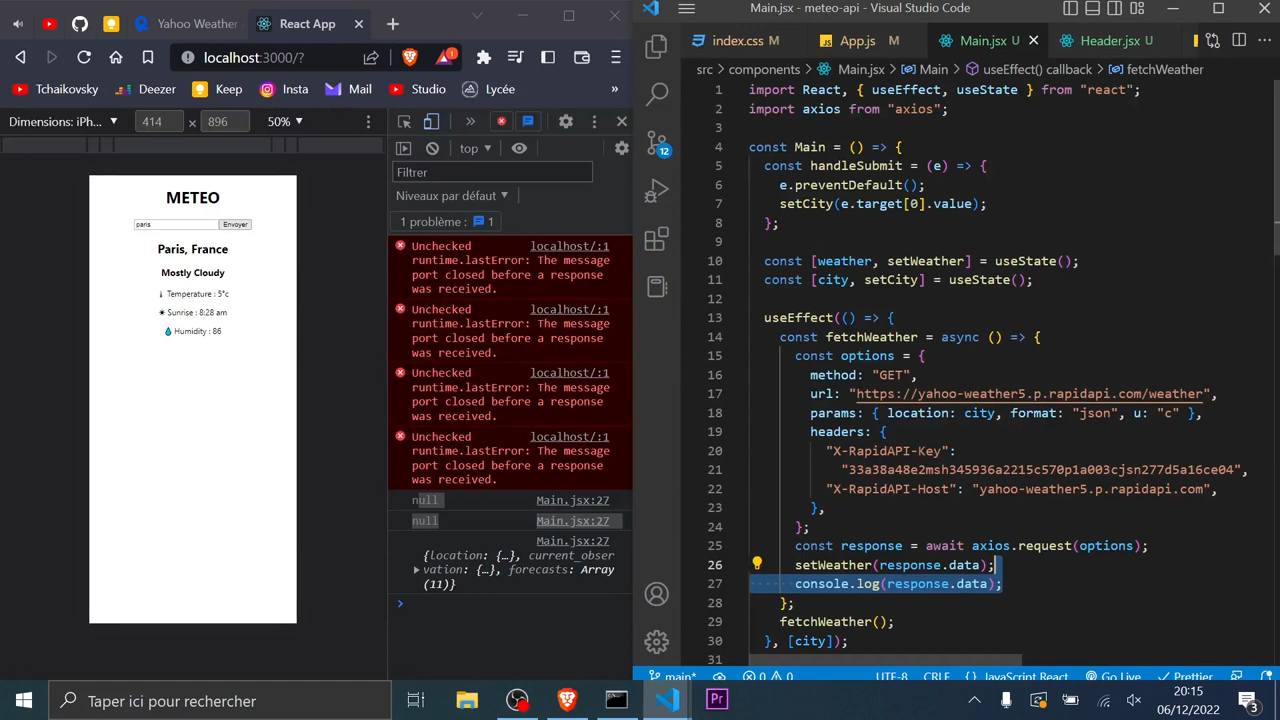 Yahoo Weather
React App
localhost:3000/?
1
Tchaikovsky
Deezer
Keep
Insta
Mail
Studio
Lycée
»
Dimensions: iPh... ▼
414
×
896
50% ▼
»
top ▼
Filtrer
Niveaux par défaut ▼
1 problème :
1
Unchecked localhost/:1
runtime.lastError: The message
port closed before a response
was received.
Unchecked localhost/:1
runtime.lastError: The message
port closed before a response
was received.
Unchecked localhost/:1
runtime.lastError: The message
port closed before a response
was received.
Unchecked localhost/:1
runtime.lastError: The message
port closed before a response
was received.
null Main.jsx:27
null Main.jsx:27
Main.jsx:27
{location: {…}, current_obser
vation: {…}, forecasts: Array
(11)}
METEO
paris
Envoyer
Paris, France
Mostly Cloudy
Temperature : 5°c
Sunrise : 8:28 am
Humidity : 86
Main.jsx - meteo-api - Visual Studio Code
index.css M
App.js M
Main.jsx U
Header.jsx U
src > components > Main.jsx > Main > useEffect() callback > fetchWeather
12
1 import React, { useEffect, useState } from "react";
2 import axios from "axios";
3
4 const Main = () => {
5 const handleSubmit = (e) => {
6 e.preventDefault();
7 setCity(e.target[0].value);
8 };
9
10 const [weather, setWeather] = useState();
11 const [city, setCity] = useState();
12
13 useEffect(() => {
14 const fetchWeather = async () => {
15 const options = {
16 method: "GET",
17 url: "https://yahoo-weather5.p.rapidapi.com/weather",
18 params: { location: city, format: "json", u: "c" },
19 headers: {
20 "X-RapidAPI-Key":
21 "33a38a48e2msh345936a2215c570p1a003cjsn277d5a16ce04",
22 "X-RapidAPI-Host": "yahoo-weather5.p.rapidapi.com",
23 },
24 };
25 const response = await axios.request(options);
26 setWeather(response.data);
27 console.log(response.data);
28 };
29 fetchWeather();
30 }, [city]);
31
main*
0
0
UTF-8
CRLF
JavaScript React
Go Live
Prettier
Taper ici pour rechercher
Pr
20:15
06/12/2022
3